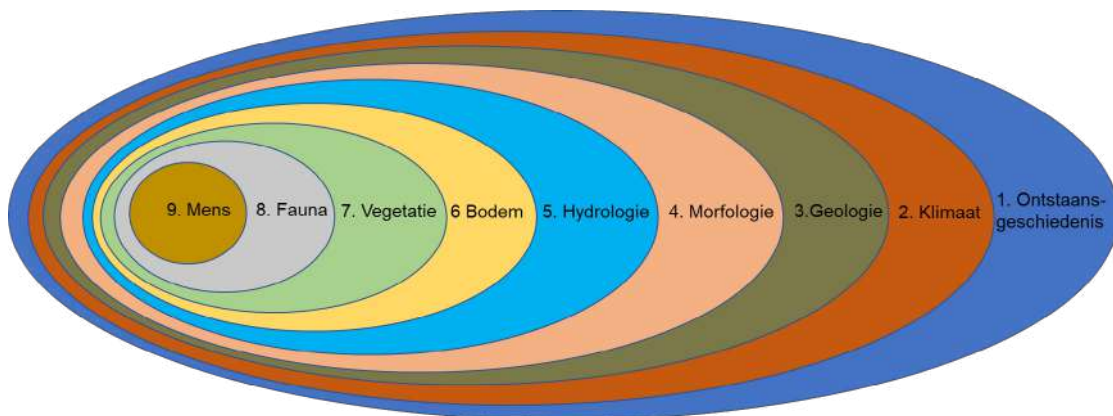 9. Mens
8. Fauna
7. Vegetatie
6 Bodem
5. Hydrologie
4. Morfologie
3.Geologie
2. Klimaat
1. Ontstaans-
geschiedenis